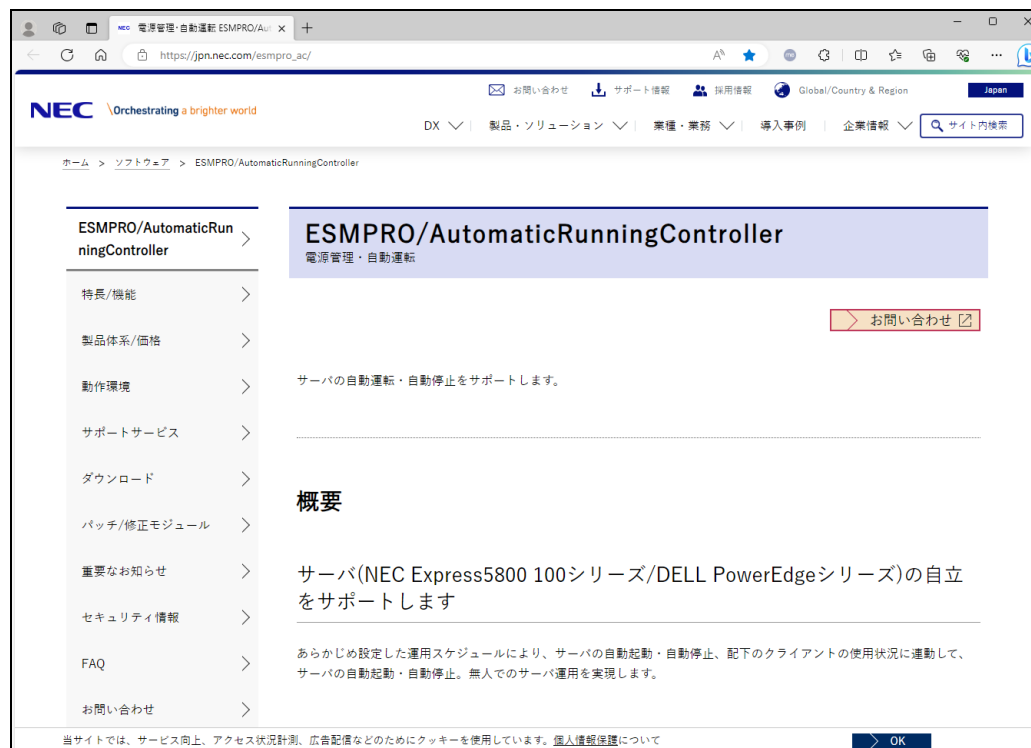 NEC 電源管理・自動運転 ESMPRO/Au
https://jpn.nec.com/esmpro_ac/
お問い合わせ サポート情報 採用情報 Global/Country & Region Japan
NEC \Orchestrating a brighter world
DX 製品・ソリューション 業種・業務 導入事例 企業情報 サイト内検索
ホーム > ソフトウェア > ESMPRO/AutomaticRunningController
ESMPRO/AutomaticRun
ningController
特長/機能
製品体系/価格
動作環境
サポートサービス
ダウンロード
パッチ/修正モジュール
重要なお知らせ
セキュリティ情報
FAQ
お問い合わせ
ESMPRO/AutomaticRunningController
電源管理・自動運転
お問い合わせ
サーバの自動運転・自動停止をサポートします。
概要
サーバ(NEC Express5800 100シリーズ/DELL PowerEdgeシリーズ)の自立
をサポートします
あらかじめ設定した運用スケジュールにより、サーバの自動起動・自動停止、配下のクライアントの使用状況に連動して、
サーバの自動起動・自動停止。無人でのサーバ運用を実現します。
当サイトでは、サービス向上、アクセス状況計測、広告配信などのためにクッキーを使用しています。個人情報保護について
OK